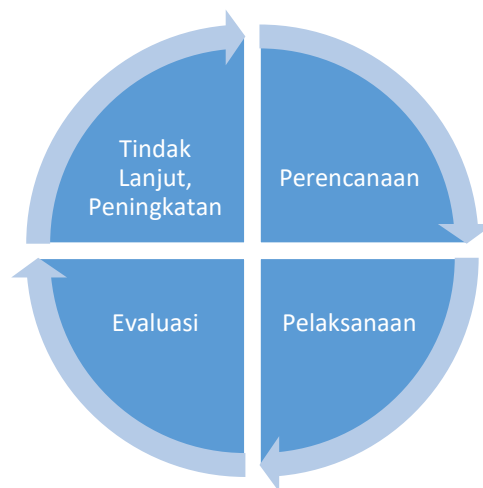 Tindak
Lanjut,
Peningkatan
Perencanaan
Evaluasi
Pelaksanaan